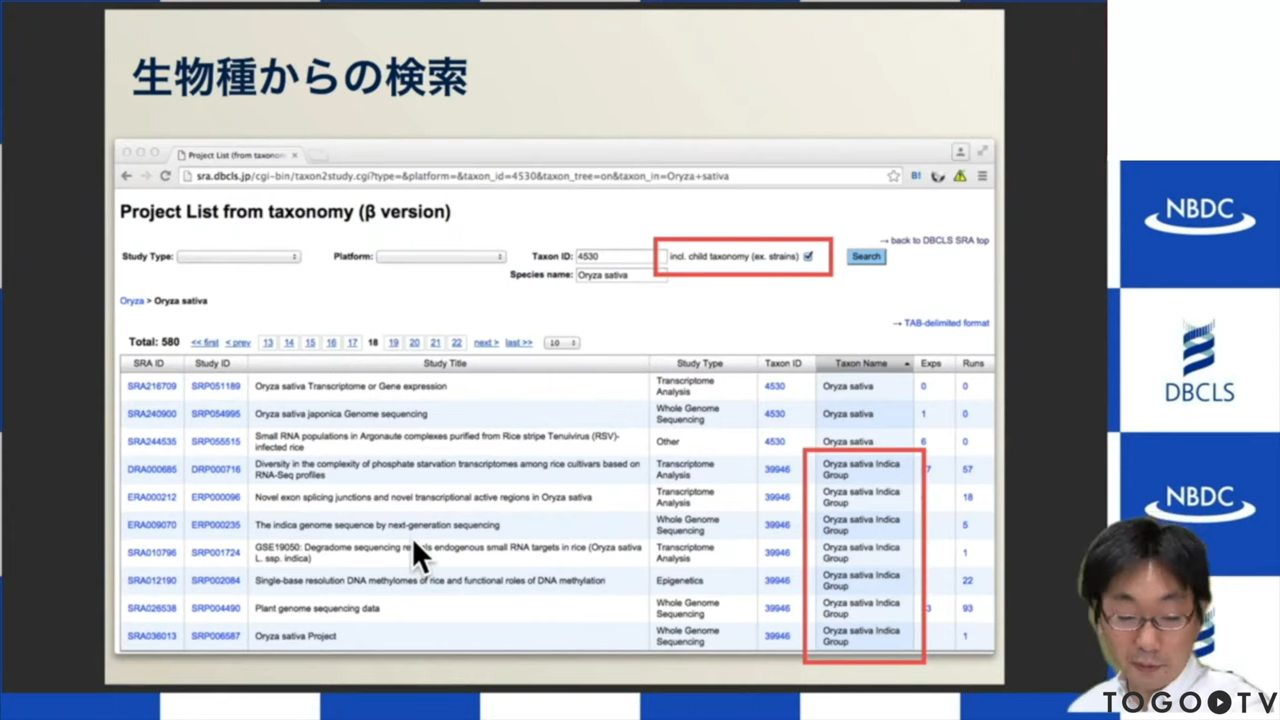 生物種からの検索
Project List (from taxonom
sra.dbcls.jp/cgi-bin/taxon2study.cgi?type=&platform=&taxon_id=4530&taxon_tree=on&taxon_in=Oryza+sativa
B!
Project List from taxonomy (β version)
→ back to DBCLS SRA top
Study Type: Platform: Taxon ID: 4530 incl. child taxonomy (ex. strains) Search
Species name: Oryza sativa
Oryza > Oryza sativa
→ TAB-delimited format
Total: 580 << first < prev 13 14 15 16 17 18 19 20 21 22 next > last >> 10
SRA ID Study ID Study Title Study Type Taxon ID Taxon Name Exps Runs
SRA216709 SRP051189 Oryza sativa Transcriptome or Gene expression Transcriptome Analysis 4530 Oryza sativa 0 0
SRA240900 SRP054995 Oryza sativa japonica Genome sequencing Whole Genome Sequencing 4530 Oryza sativa 1 0
SRA244535 SRP055515 Small RNA populations in Argonaute complexes purified from Rice stripe Tenuivirus (RSV)-infected rice Other 4530 Oryza sativa 6 0
DRA000685 DRP000716 Diversity in the complexity of phosphate starvation transcriptomes among rice cultivars based on RNA-Seq profiles Transcriptome Analysis 39946 Oryza sativa Indica Group 7 57
ERA000212 ERP000096 Novel exon splicing junctions and novel transcriptional active regions in Oryza sativa Transcriptome Analysis 39946 Oryza sativa Indica Group 18
ERA009070 ERP000235 The indica genome sequence by next-generation sequencing Whole Genome Sequencing 39946 Oryza sativa Indica Group 5
SRA010796 SRP001724 GSE19050: Degradome sequencing endogenous small RNA targets in rice (Oryza sativa L. ssp. indica) Transcriptome Analysis 39946 Oryza sativa Indica Group 1
SRA012190 SRP002084 Single-base resolution DNA methylomes of rice and functional roles of DNA methylation Epigenetics 39946 Oryza sativa Indica Group 22
SRA026538 SRP004490 Plant genome sequencing data Whole Genome Sequencing 39946 Oryza sativa Indica Group 3 93
SRA036013 SRP006587 Oryza sativa Project Whole Genome Sequencing 39946 Oryza sativa Indica Group 1
NBDC
DBCLS
NBDC
TOGOTV